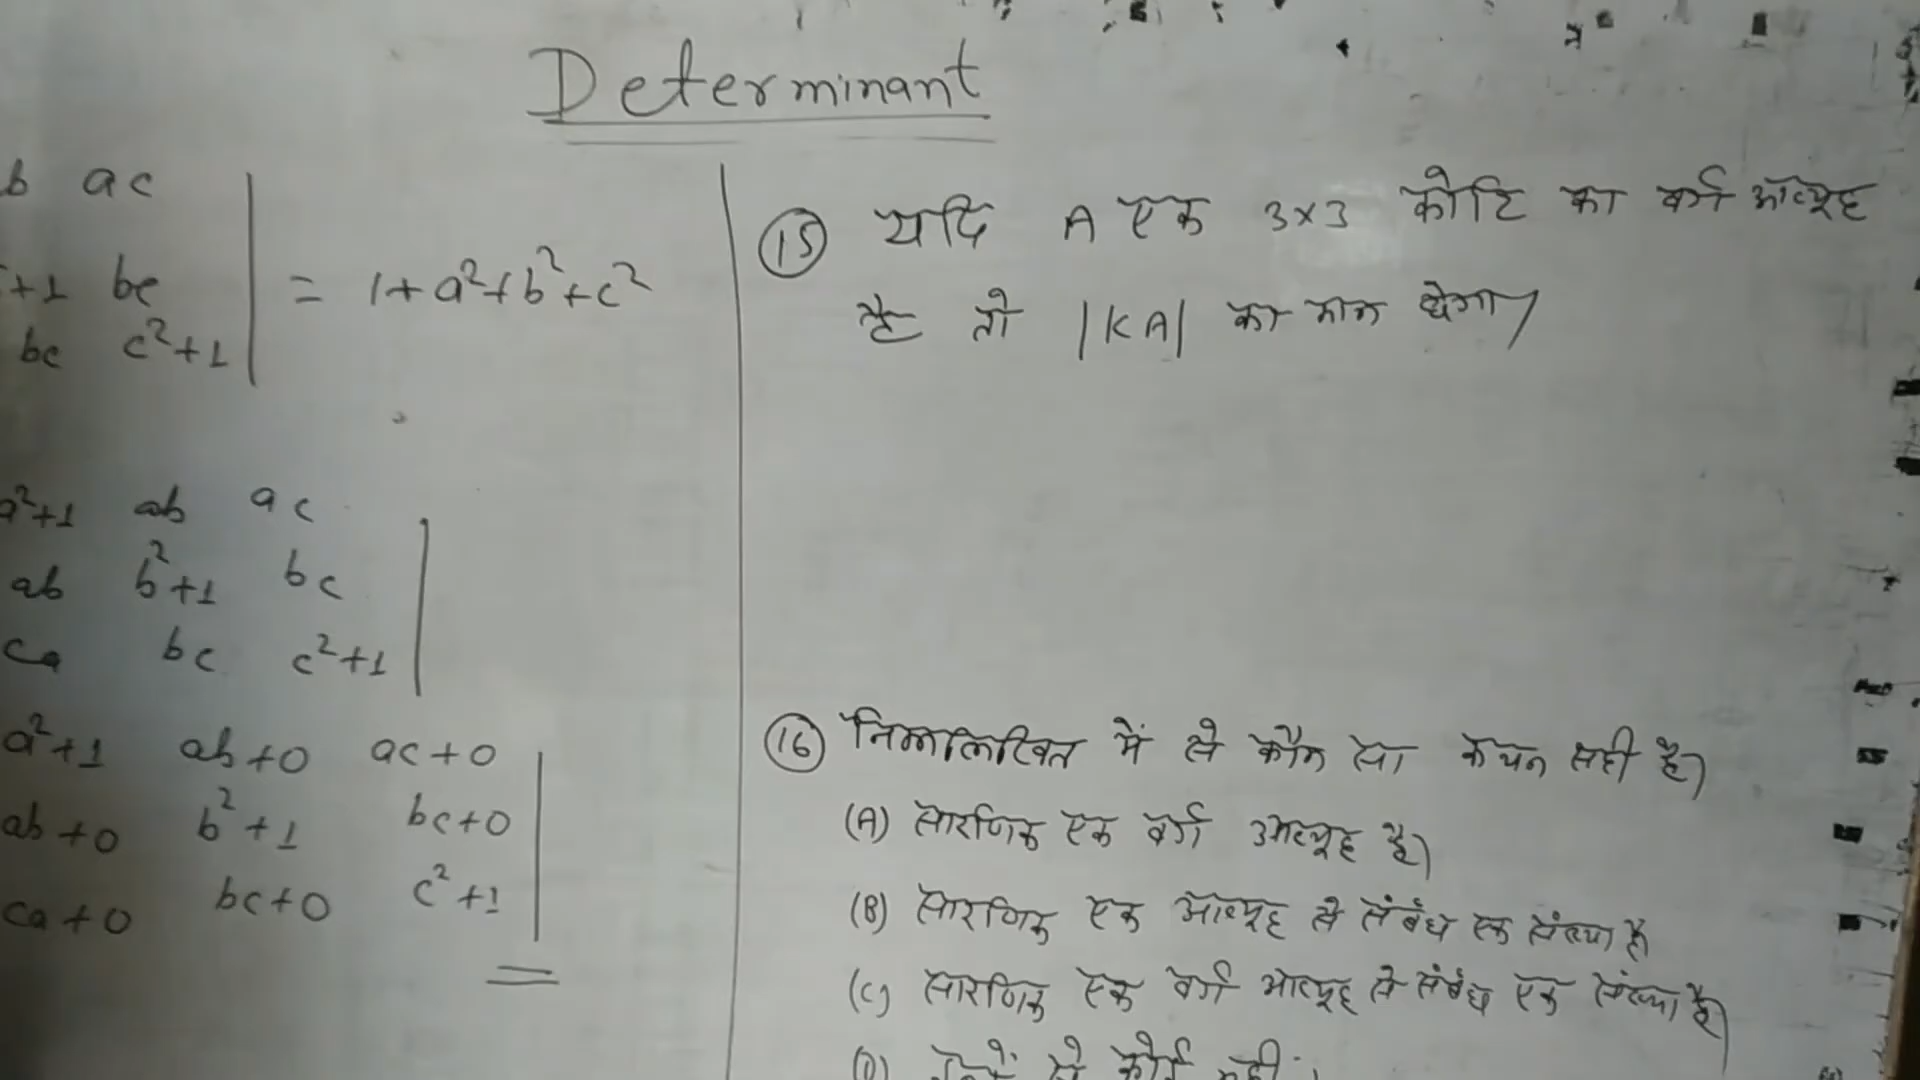 Determinant
b ac
+1 bc = 1+a²+b²+c²
bc c²+1
a²+1 ab ac
ab b²+1 bc
ca bc c²+1
a²+1 ab+0 ac+0
ab+0 b²+1 bc+0
ca+0 bc+0 c²+1
(15) यदि A एक 3×3 कोटि का वर्ग आव्यूह
है तो |KA| का मान होगा।
(16) निम्नलिखित में से कौन सा कथन सही है।
(A) सारणिक एक वर्ग आव्यूह है।
(B) सारणिक एक आव्यूह से संबंध एक संख्या है
(C) सारणिक एक वर्ग आव्यूह से संबंध एक संख्या है।
(D) इनमें से कोई नहीं।